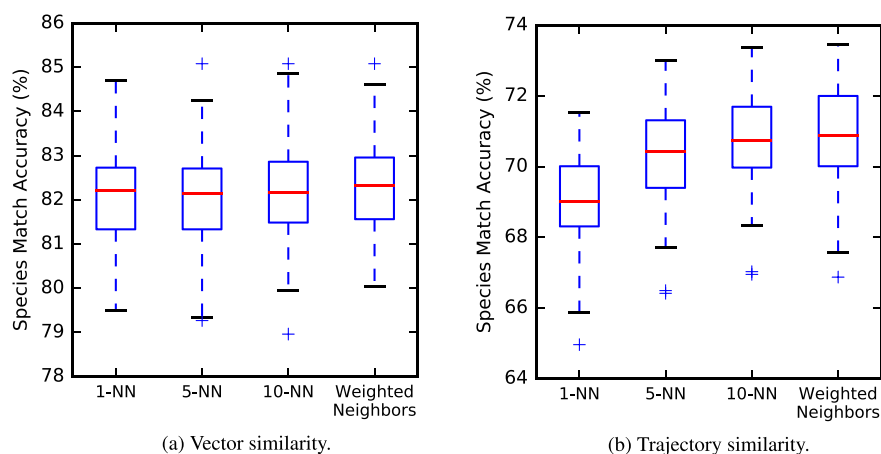 86
85
84
83
82
81
80
79
78
Species Match Accuracy (%)
1-NN
5-NN
10-NN
Weighted
Neighbors
(a) Vector similarity.
74
72
70
68
66
64
Species Match Accuracy (%)
1-NN
5-NN
10-NN
Weighted
Neighbors
(b) Trajectory similarity.